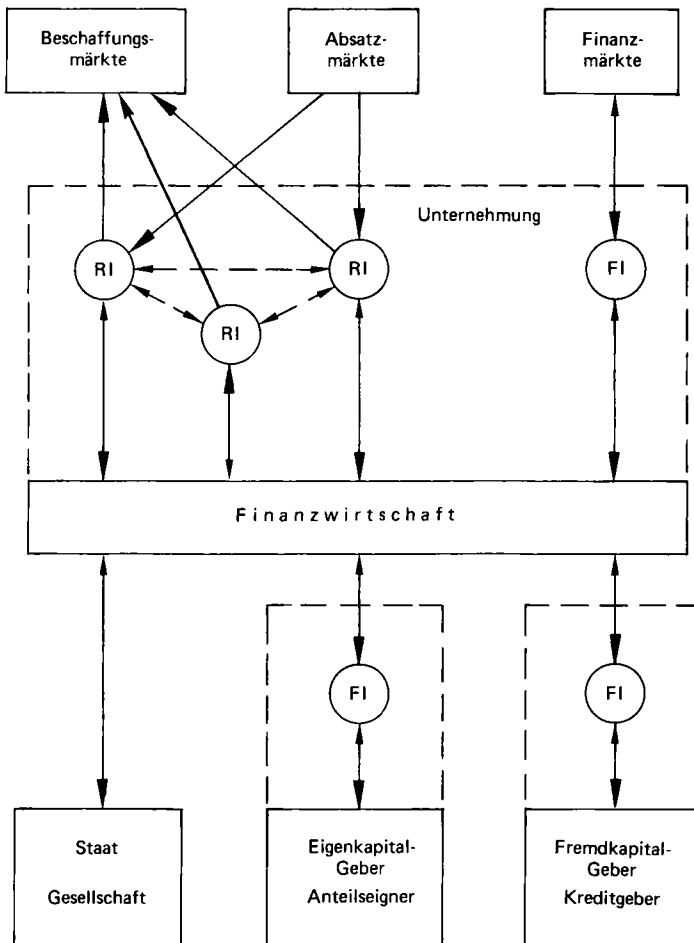 Beschaffungs-
märkte
Absatz-
märkte
Finanz-
märkte
Unternehmung
RI
RI
FI
RI
Finanzwirtschaft
FI
FI
Staat
Gesellschaft
Eigenkapital-
Geber
Anteilseigner
Fremdkapital-
Geber
Kreditgeber